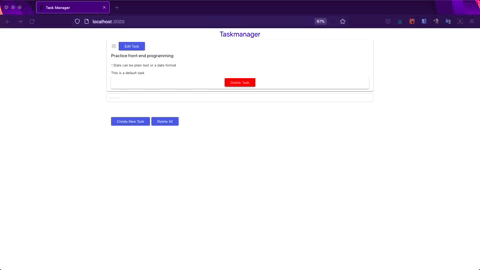 Task Manager
localhost:3000
67%
Taskmanager
Edit Task
Practice front-end programming
Date can be plain text or a date format
This is a default task
Delete Task
Create New Task
Delete All